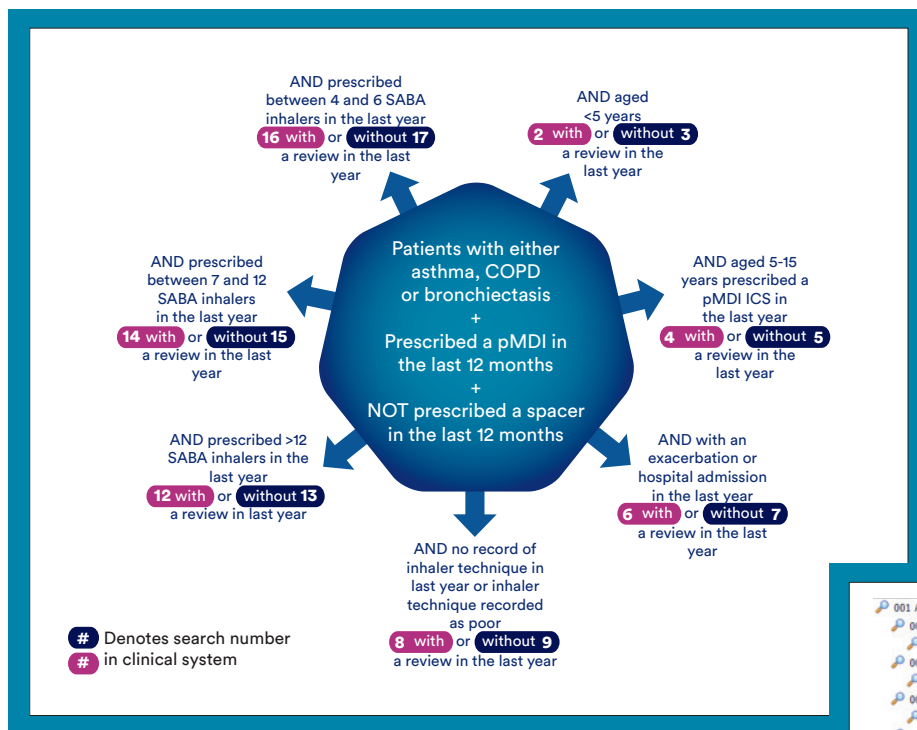 AND prescribed
between 4 and 6 SABA
inhalers in the last year
16 with or without 17
a review in the last
year
AND aged
<5 years
2 with or without 3
a review in the
last year
AND prescribed
between 7 and 12
SABA inhalers
in the last year
14 with or without 15
a review in the last
year
Patients with either
asthma, COPD
or bronchiectasis
+
Prescribed a pMDI in
the last 12 months
+
NOT prescribed a spacer
in the last 12 months
AND aged 5-15
years prescribed a
pMDI ICS in
the last year
4 with or without 5
a review in the
last year
AND prescribed >12
SABA inhalers in the
last year
12 with or without 13
a review in last year
AND with an
exacerbation or
hospital admission
in the last year
6 with or without 7
a review in the last
year
AND no record of
inhaler technique in
last year or inhaler
technique recorded
as poor
8 with or without 9
a review in the last year
# Denotes search number
# in clinical system
001